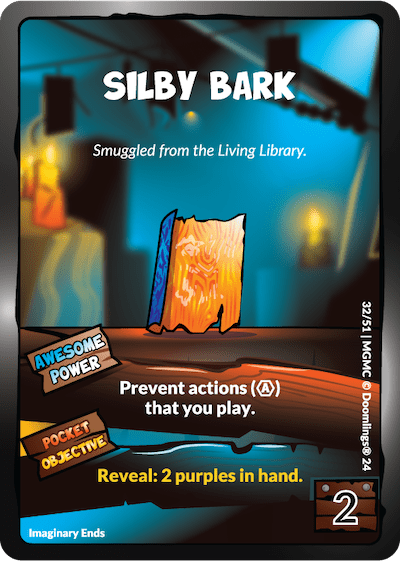 SILBY BARK
Smuggled from the Living Library.
AWESOME
POWER
Prevent actions (Ⓐ)
that you play.
POCKET
OBJECTIVE
Reveal: 2 purples in hand.
32/51 | MGMC © Doomlings® 24
2
Imaginary Ends